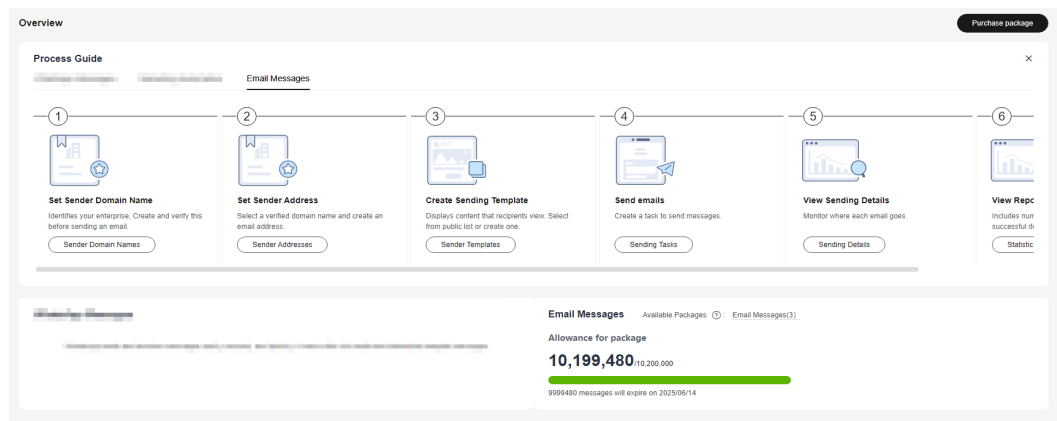 Overview
Purchase package
Process Guide
Email Messages
1
2
3
4
5
6
Set Sender Domain Name
Identifies your enterprise, Create and verify this
before sending an email.
Sender Domain Names
Set Sender Address
Select a verified domain name and create an
email address.
Sender Addresses
Create Sending Template
Displays content that recipients view. Select
from public list or create one.
Sender Templates
Send emails
Create a task to send messages.
Sending Tasks
View Sending Details
Monitor where each email goes.
Sending Details
View Repo
Includes num
successful d
Statistic
Email Messages Available Packages ? : Email Messages(3)
Allowance for package
10,199,480/10,200,000
9999480 messages will expire on 2025/06/14